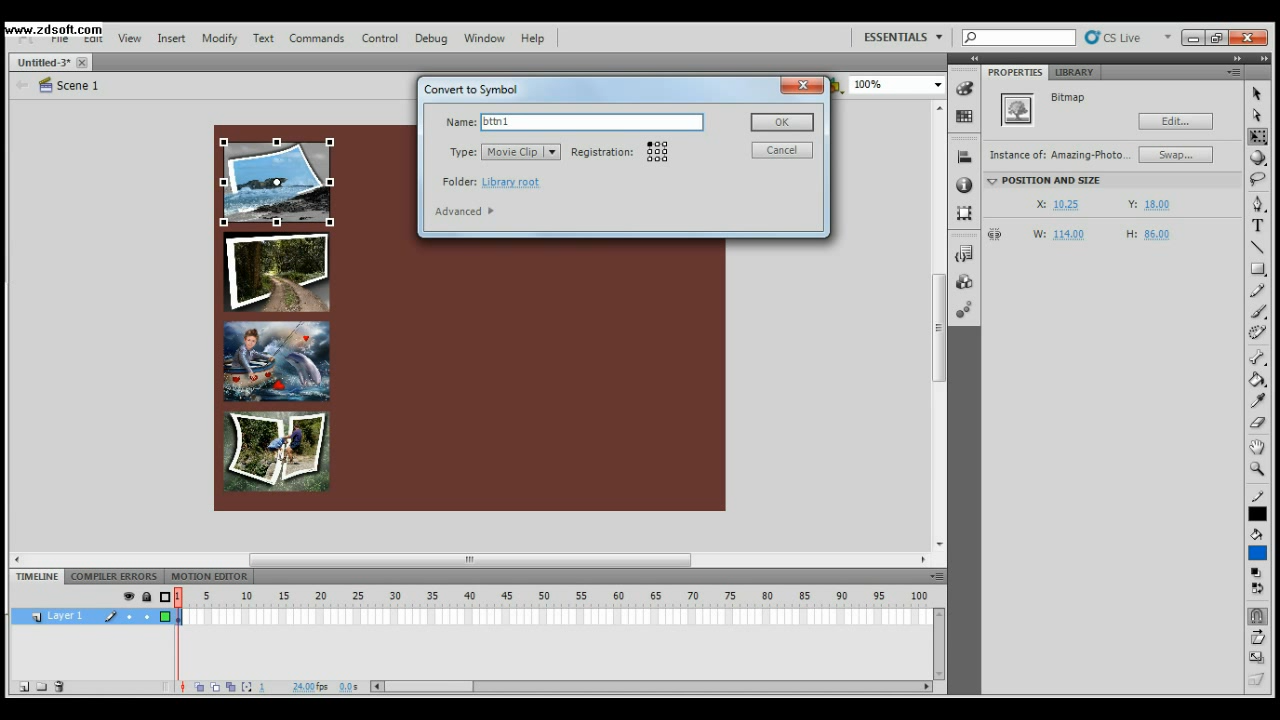 www.zdsoft.com
File Edit View Insert Modify Text Commands Control Debug Window Help
ESSENTIALS
CS Live
Untitled-3*
Scene 1
100%
Convert to Symbol
Name: bttn1
OK
Type: Movie Clip Registration:
Cancel
Folder: Library root
Advanced
PROPERTIES LIBRARY
Bitmap
Edit...
Instance of: Amazing-Photo... Swap...
POSITION AND SIZE
X: 10.25 Y: 18.00
W: 114.00 H: 86.00
TIMELINE COMPILER ERRORS MOTION EDITOR
1 5 10 15 20 25 30 35 40 45 50 55 60 65 70 75 80 85 90 95 100
Layer 1
1 24.00 fps 0.0 s